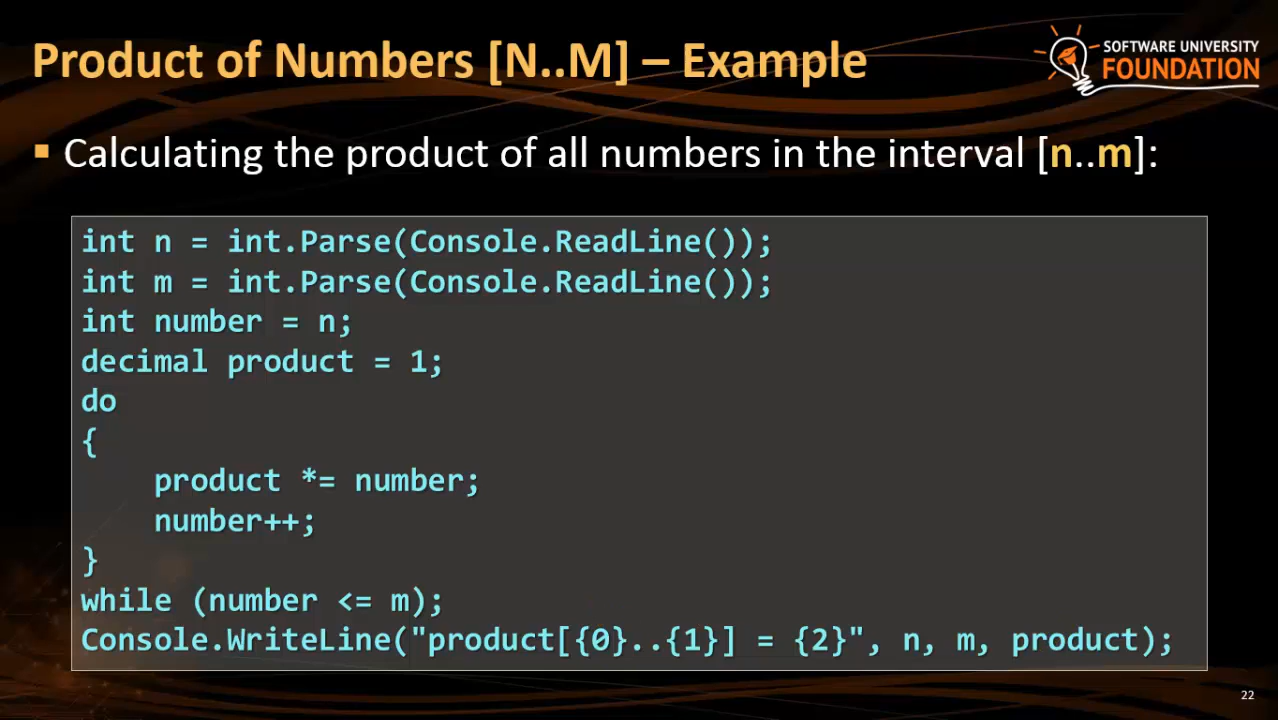 Product of Numbers [N..M] – Example
SOFTWARE UNIVERSITY
FOUNDATION
▪ Calculating the product of all numbers in the interval [n..m]:
int n = int.Parse(Console.ReadLine());
int m = int.Parse(Console.ReadLine());
int number = n;
decimal product = 1;
do
{
    product *= number;
    number++;
}
while (number <= m);
Console.WriteLine("product[{0}..{1}] = {2}", n, m, product);
22